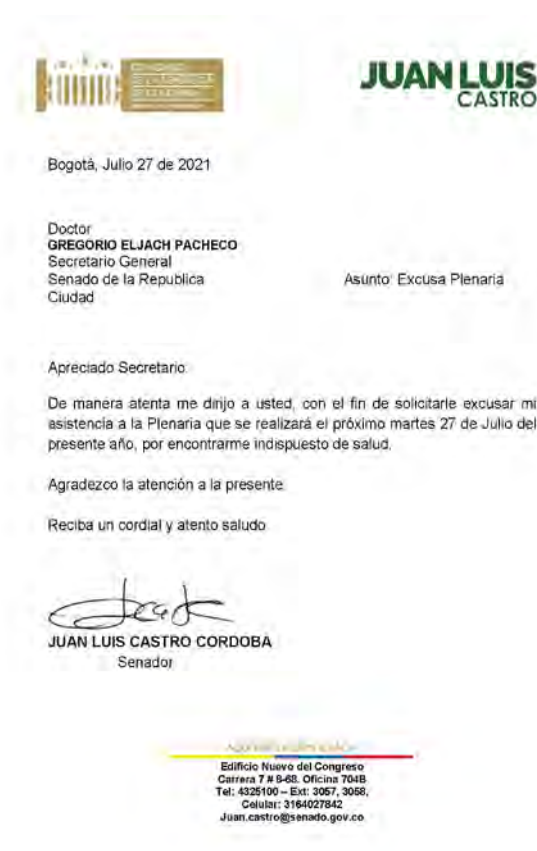 JUAN LUIS
CASTRO
Bogotá, Julio 27 de 2021
Doctor
GREGORIO ELJACH PACHECO
Secretario General
Senado de la Republica
Asunto: Excusa Plenaria
Ciudad
Apreciado Secretario
De manera atenta me dirijo a usted, con el fin de solicitarle excusar mi
asistencia a la Plenaria que se realizará el próximo martes 27 de Julio del
presente año, por encontrarme indispuesto de salud.
Agradezco la atención a la presente
Reciba un cordial y atento saludo
JUAN LUIS CASTRO CORDOBA
Senador
Edificio Nuevo del Congreso
Carrera 7 # 8-68. Oficina 704B
Tel: 4325100 – Ext: 3057, 3058,
Celular: 3164027842
Juan.castro@senado.gov.co